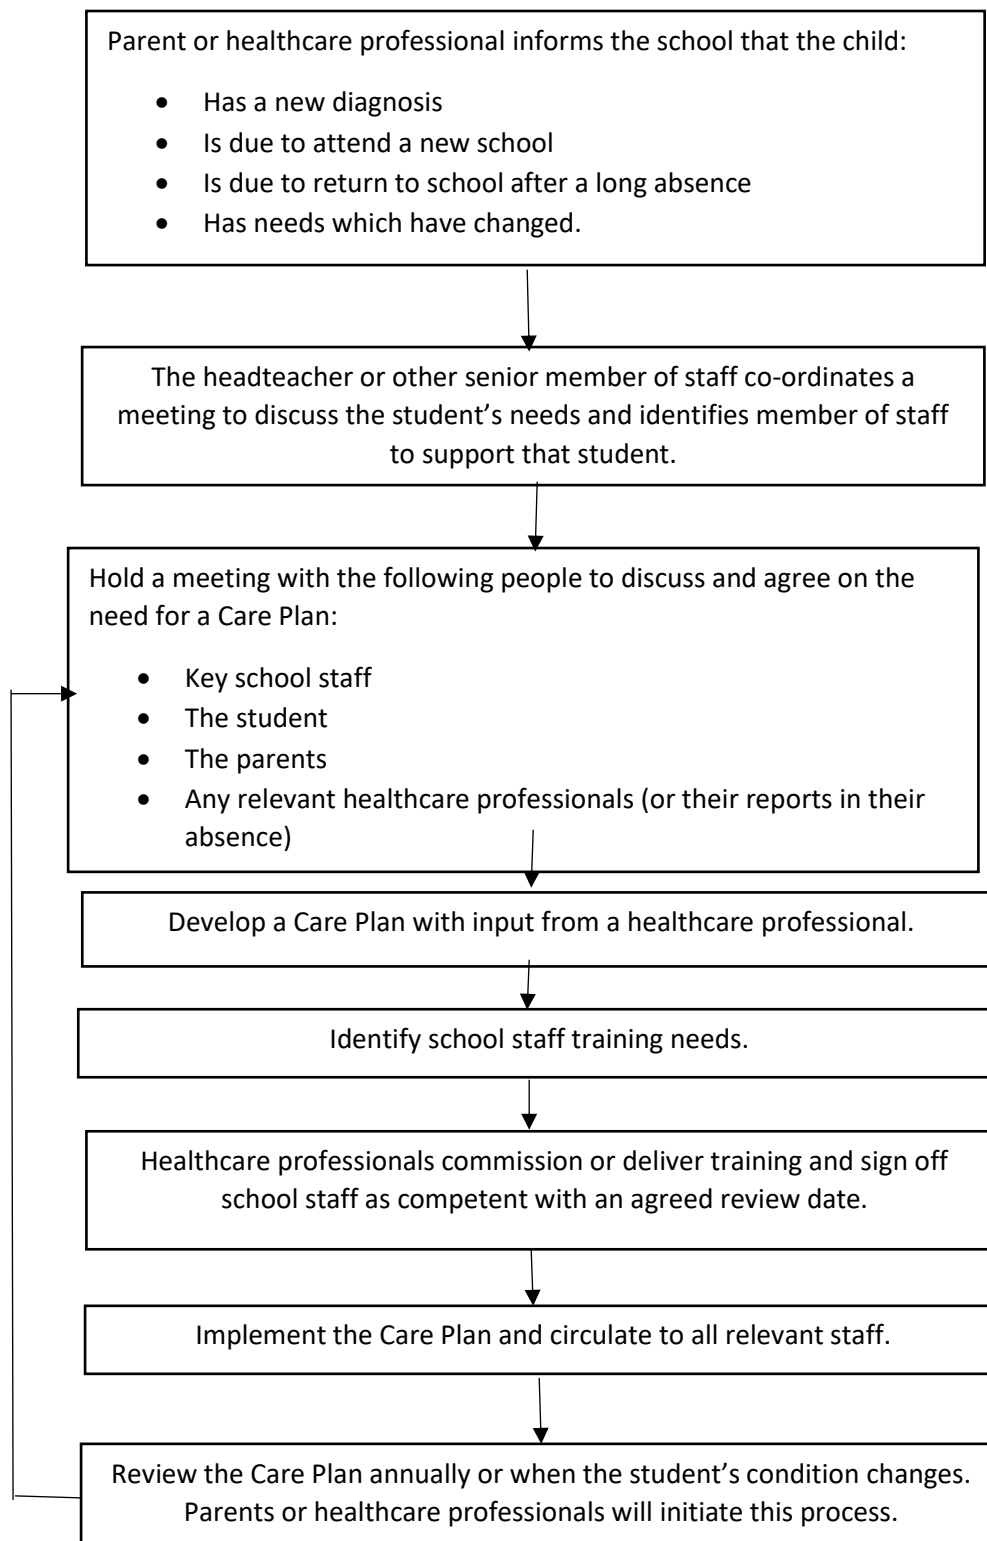 Parent or healthcare professional informs the school that the child:
• Has a new diagnosis
• Is due to attend a new school
• Is due to return to school after a long absence
• Has needs which have changed.
The headteacher or other senior member of staff co-ordinates a
meeting to discuss the student’s needs and identifies member of staff
to support that student.
Hold a meeting with the following people to discuss and agree on the
need for a Care Plan:
• Key school staff
• The student
• The parents
• Any relevant healthcare professionals (or their reports in their
absence)
Develop a Care Plan with input from a healthcare professional.
Identify school staff training needs.
Healthcare professionals commission or deliver training and sign off
school staff as competent with an agreed review date.
Implement the Care Plan and circulate to all relevant staff.
Review the Care Plan annually or when the student’s condition changes.
Parents or healthcare professionals will initiate this process.